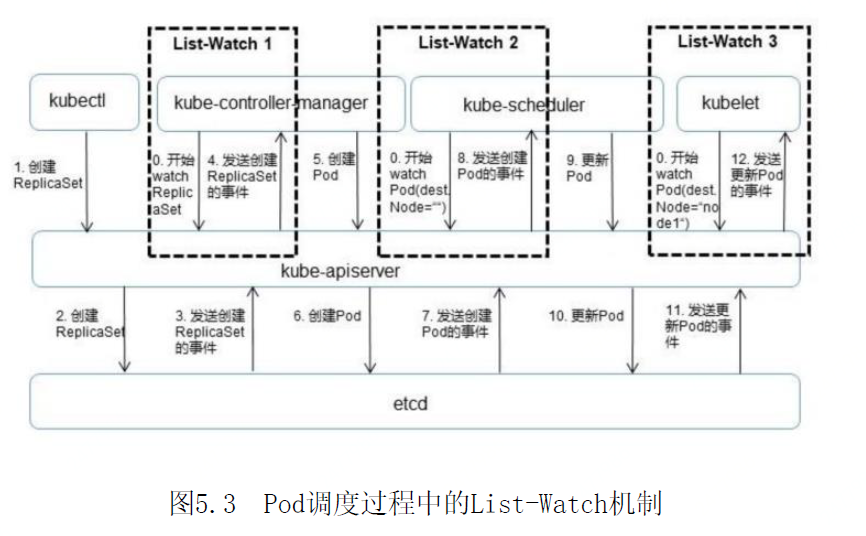 List-Watch 1
List-Watch 2
List-Watch 3
kubectl
kube-controller-manager
kube-scheduler
kubelet
1. 创建
ReplicaSet
0. 开始
watch
Replic
aSet
4. 发送创建
ReplicaSet
的事件
5. 创建
Pod
0. 开始
watch
Pod(dest.
Node="")
8. 发送创建
Pod的事件
9. 更新
Pod
0. 开始
watch
Pod(dest.
Node="no
de1")
12. 发送
更新Pod
的事件
kube-apiserver
2. 创建
ReplicaSet
3. 发送创建
ReplicaSet
的事件
6. 创建Pod
7. 发送创建
Pod的事件
10. 更新Pod
11. 发送更
新Pod的事
件
etcd
图5.3 Pod调度过程中的List-Watch机制